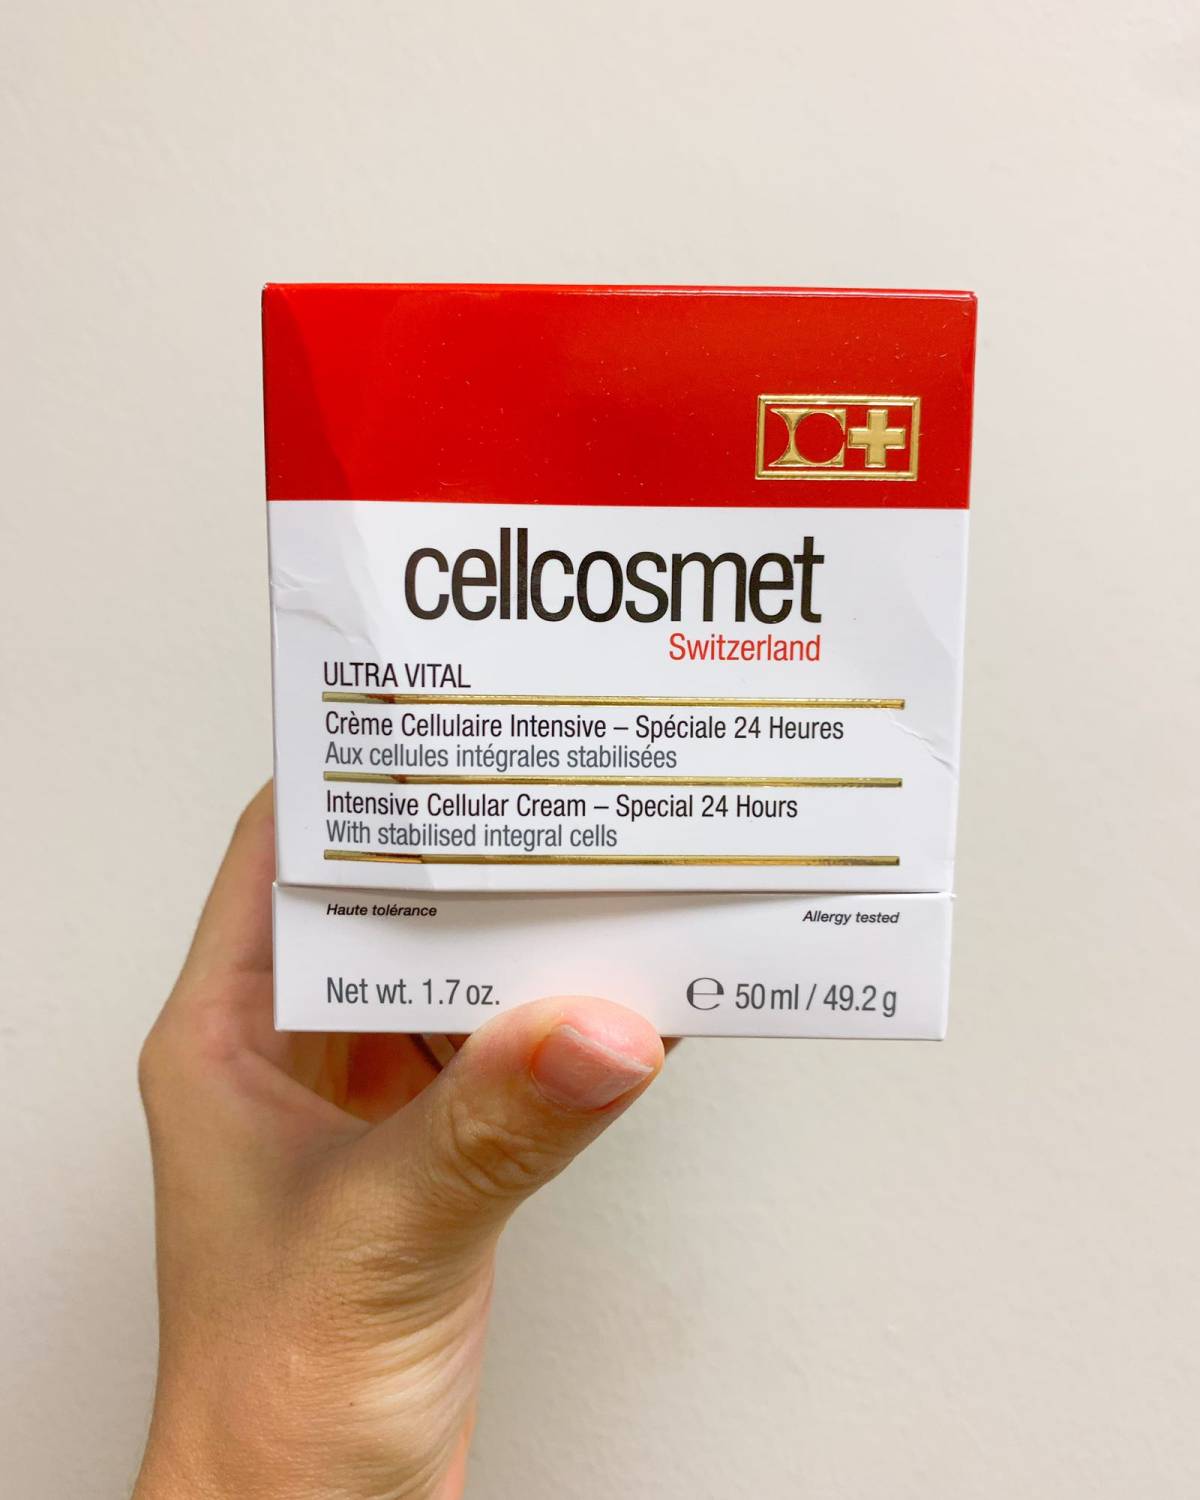 C+
cellcosmet
Switzerland
ULTRA VITAL
Crème Cellulaire Intensive – Spéciale 24 Heures
Aux cellules intégrales stabilisées
Intensive Cellular Cream – Special 24 Hours
With stabilised integral cells
Haute tolérance
Allergy tested
Net wt. 1.7 oz.
℮ 50 ml / 49.2 g